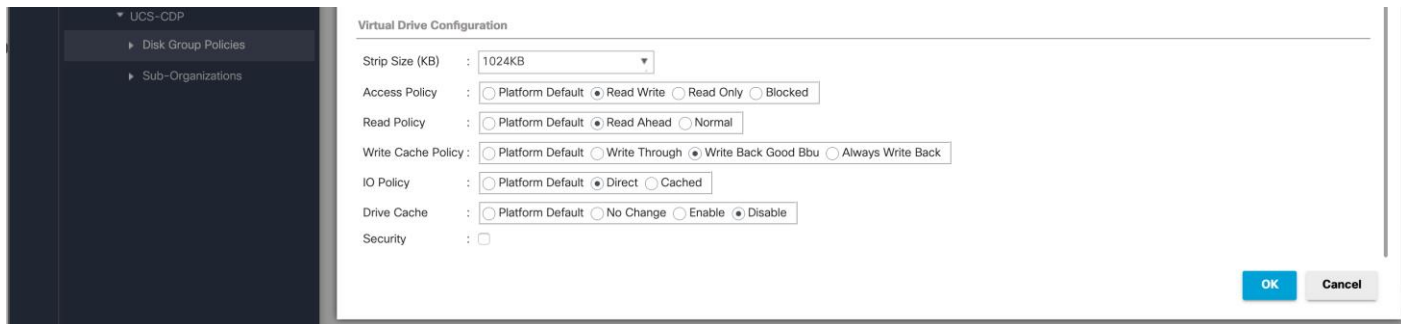 UCS-CDP
Disk Group Policies
Sub-Organizations
Virtual Drive Configuration
Strip Size (KB) : 1024KB
Access Policy : Platform Default Read Write Read Only Blocked
Read Policy : Platform Default Read Ahead Normal
Write Cache Policy : Platform Default Write Through Write Back Good Bbu Always Write Back
IO Policy : Platform Default Direct Cached
Drive Cache : Platform Default No Change Enable Disable
Security :
OK Cancel